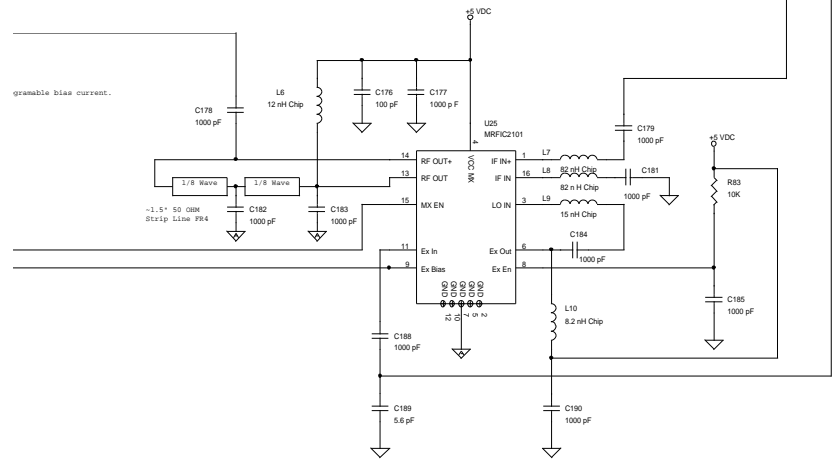 +5 VDC
gramable bias current.
L6
12 nH Chip
C176
100 pF
C177
1000 p F
C178
1000 pF
U25
MRFIC2101
4
VCC MX
14
RF OUT+
IF IN+
1
13
RF OUT
IF IN
16
15
MX EN
LO IN
3
11
Ex In
Ex Out
6
9
Ex Bias
Ex En
8
GND
GND
GND
GND
GND
12
10
7
5
2
1/8 Wave
1/8 Wave
~1.5" 50 OHM
Strip Line FR4
C182
1000 pF
C183
1000 pF
A
A
A
L7
82 nH Chip
L8
82 n H Chip
L9
15 nH Chip
C179
1000 pF
C181
1000 pF
C184
1000 pF
+5 VDC
R83
10K
C185
1000 pF
L10
8.2 nH Chip
C188
1000 pF
C189
5.6 pF
C190
1000 pF